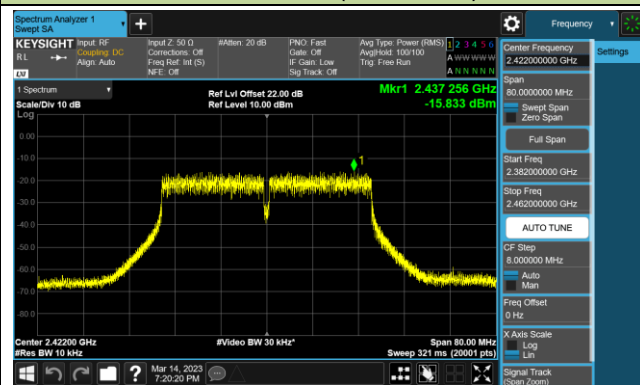 Spectrum Analyzer 1
Swept SA
Frequency
KEYSIGHT
RL
Input: RF
Coupling: DC
Align: Auto
Input Z: 50 Ω
Corrections: Off
Freq Ref: Int (S)
NFE: Off
#Atten: 20 dB
PNO: Fast
Gate: Off
IF Gain: Low
Sig Track: Off
Avg Type: Power (RMS)
Avg|Hold: 100/100
Trig: Free Run
1 2 3 4 5 6
A W W W W W
A N N N N N
LXI
1 Spectrum
Scale/Div 10 dB
Log
Ref Lvl Offset 22.00 dB
Ref Level 10.00 dBm
Mkr1 2.437 256 GHz
-15.833 dBm
0.00
-10.0
-20.0
-30.0
-40.0
-50.0
-60.0
-70.0
-80.0
1
Center 2.42200 GHz
#Res BW 10 kHz
#Video BW 30 kHz*
Span 80.00 MHz
Sweep 321 ms (20001 pts)
Mar 14, 2023
7:20:20 PM
Center Frequency
2.422000000 GHz
Settings
Span
80.0000000 MHz
Swept Span
Zero Span
Full Span
Start Freq
2.382000000 GHz
Stop Freq
2.462000000 GHz
AUTO TUNE
CF Step
8.000000 MHz
Auto
Man
Freq Offset
0 Hz
X Axis Scale
Log
Lin
Signal Track
(Span Zoom)